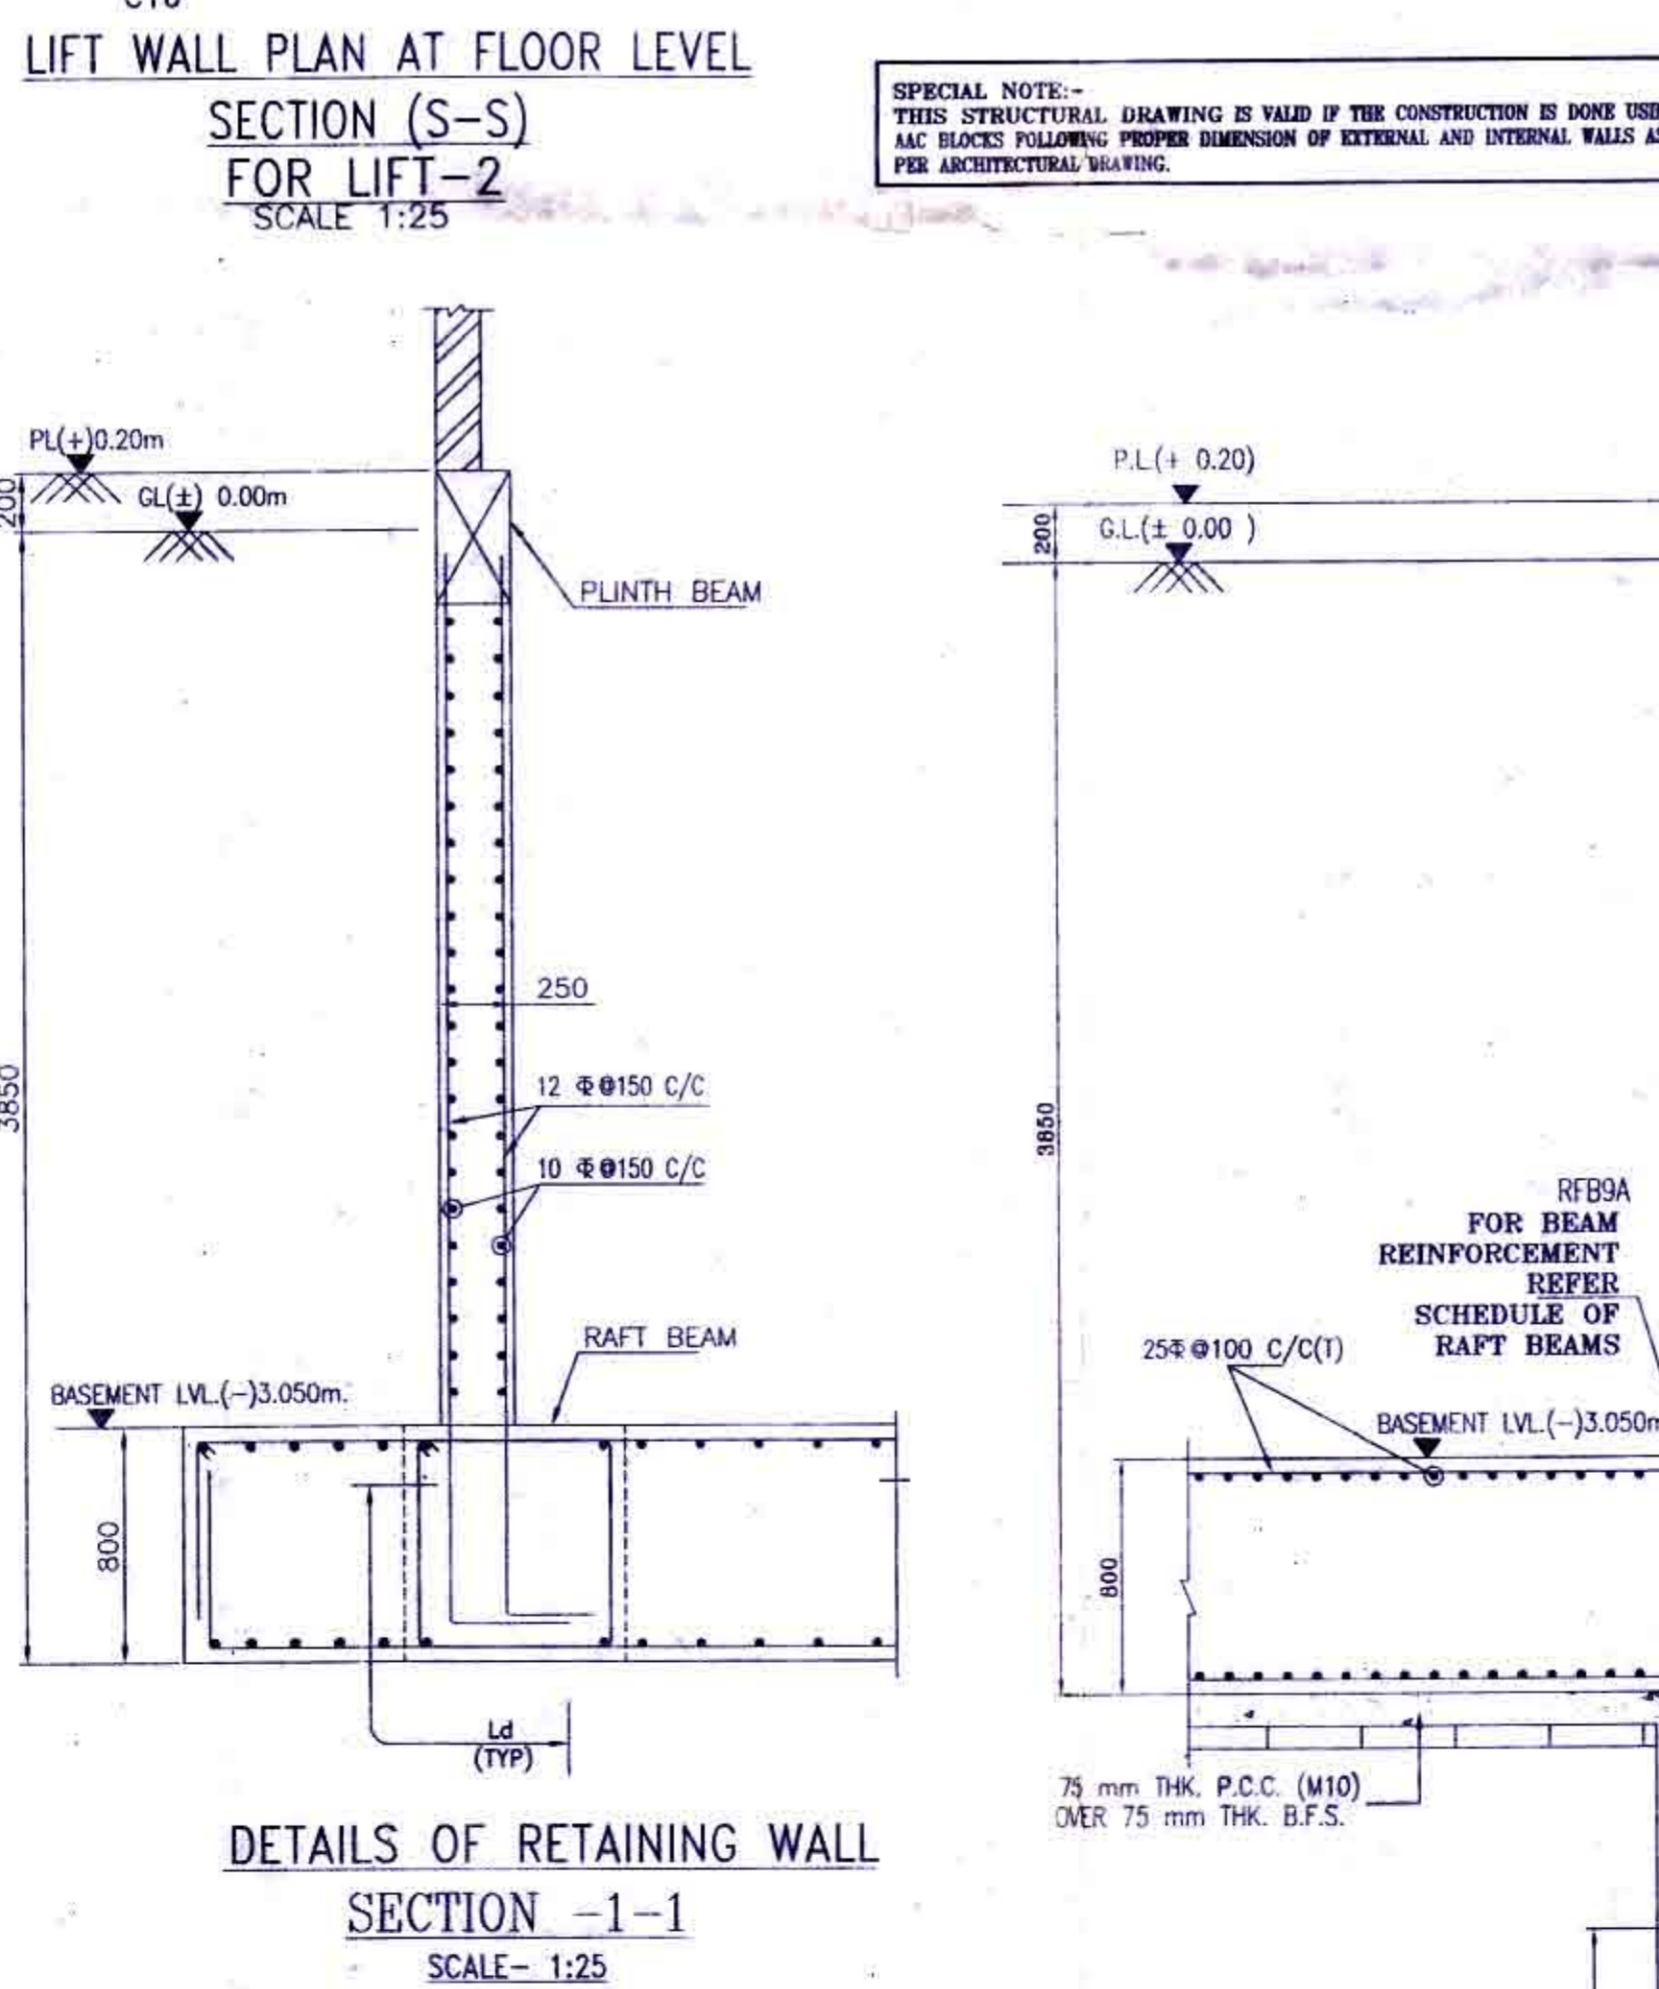 LIFT WALL PLAN AT FLOOR LEVEL
SECTION (S-S)
FOR LIFT-2
SCALE 1:25
SPECIAL NOTE:-
THIS STRUCTURAL DRAWING IS VALID IF THE CONSTRUCTION IS DONE
AAC BLOCKS FOLLOWING PROPER DIMENSION OF EXTERNAL AND INTERNAL WALLS AS
PER ARCHITECTURAL DRAWING.
PL(+)0.20m
200
GL(±) 0.00m
PLINTH BEAM
250
12 Φ@150 C/C
10 Φ@150 C/C
3850
RAFT BEAM
BASEMENT LVL.(-)3.050m.
800
Ld
(TYP)
DETAILS OF RETAINING WALL
SECTION -1-1
SCALE- 1:25
P.L.(+ 0.20)
200
G.L.(± 0.00 )
3850
RFB9A
FOR BEAM
REINFORCEMENT
REFER
SCHEDULE OF
RAFT BEAMS
25Φ@100 C/C(T)
BASEMENT LVL.(-)3.050m
800
75 mm THK. P.C.C. (M10)
OVER 75 mm THK. B.F.S.